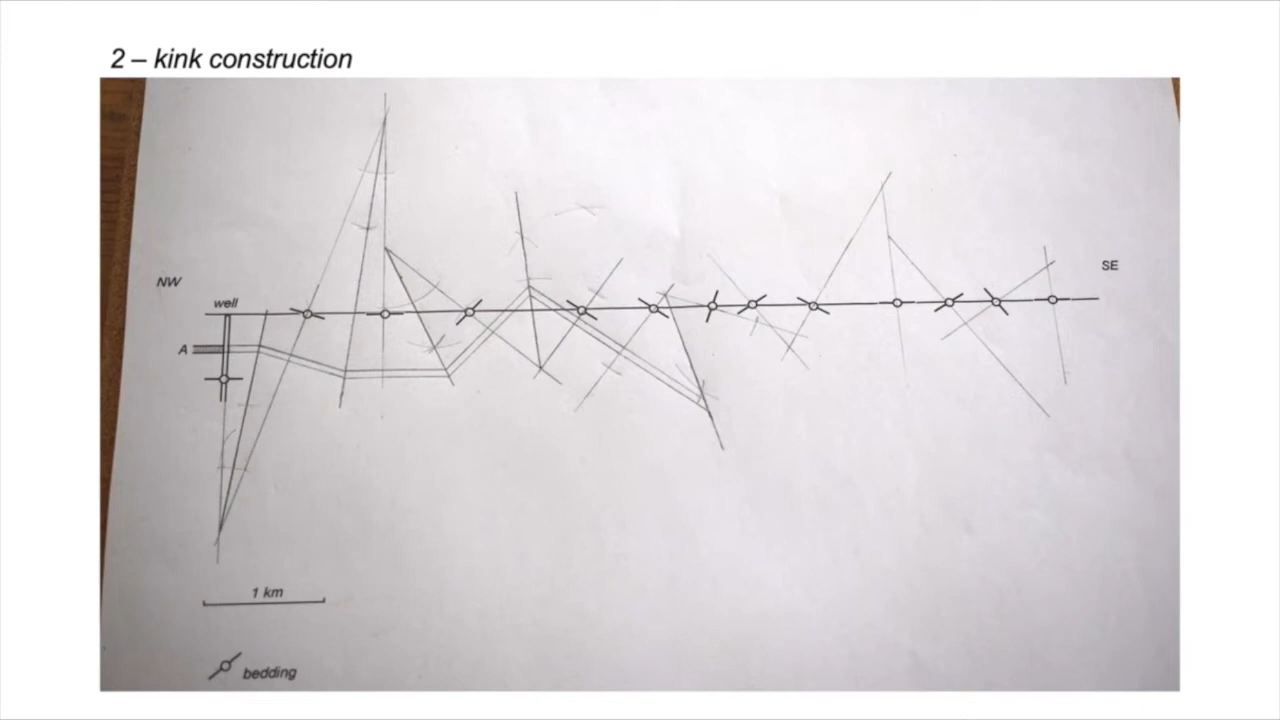 2 – kink construction
NW
SE
well
A
1 km
bedding